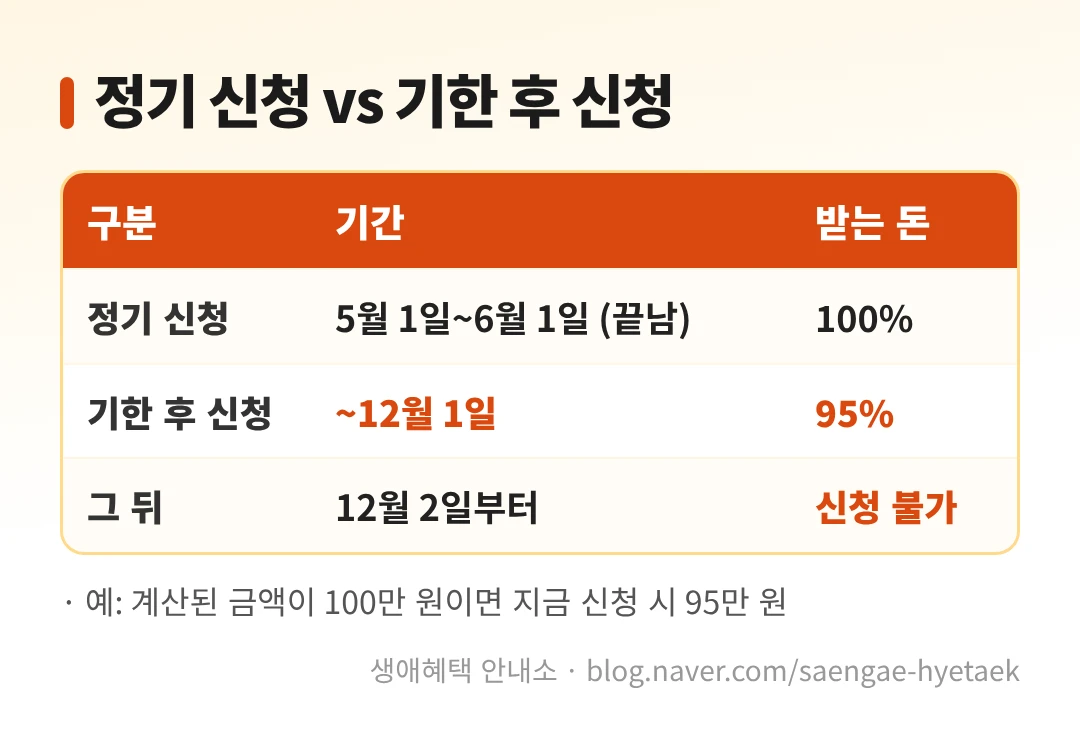 정기 신청 vs 기한 후 신청
구분 기간 받는 돈
정기 신청 5월 1일~6월 1일 (끝남) 100%
기한 후 신청 ~12월 1일 95%
그 뒤 12월 2일부터 신청 불가
· 예: 계산된 금액이 100만 원이면 지금 신청 시 95만 원
생애혜택 안내소 · blog.naver.com/saengae-hyetaek